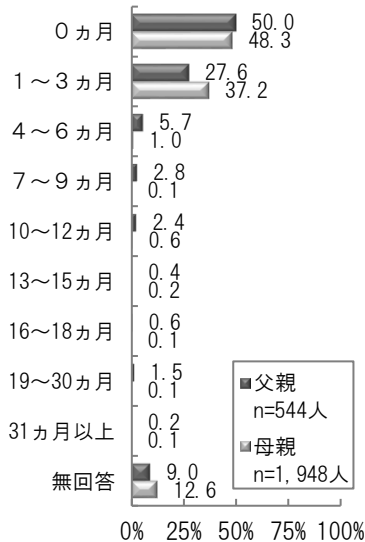 ０ヵ月
50.0
48.3
１～３ヵ月
27.6
37.2
４～６ヵ月
5.7
1.0
７～９ヵ月
2.8
0.1
10～12ヵ月
2.4
0.6
13～15ヵ月
0.4
0.2
16～18ヵ月
0.6
0.1
19～30ヵ月
1.5
0.1
31ヵ月以上
0.2
0.1
無回答
9.0
12.6
父親
n=544人
母親
n=1,948人
0% 25% 50% 75% 100%